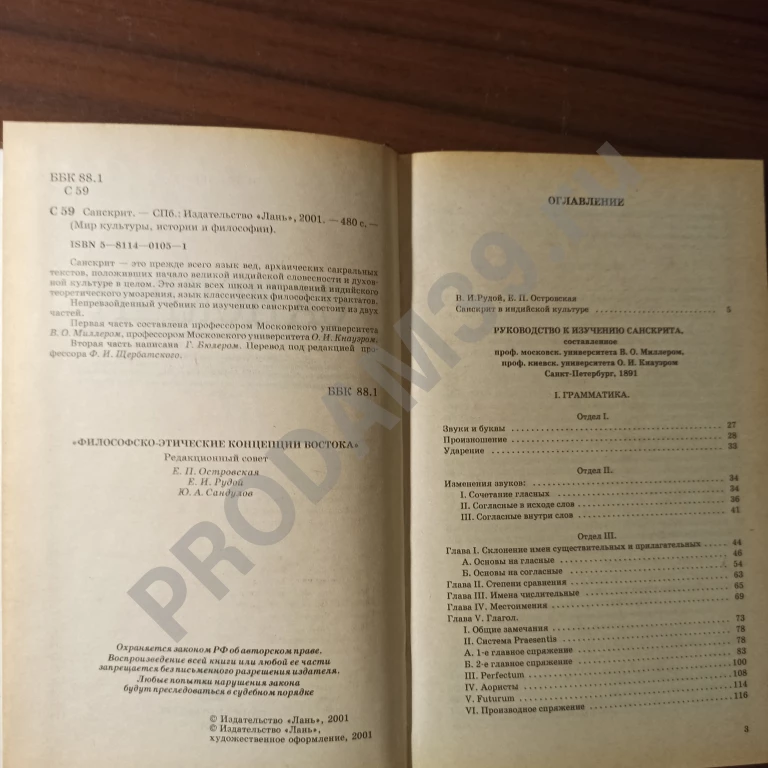 ББК 88.1
С 59
С 59 Санскрит. — СПб.: Издательство «Лань», 2001. — 480 с. —
(Мир культуры, истории и философии).
ISBN 5—8114—0105—1
Санскрит — это прежде всего язык вед, архаических сакральных
текстов, положивших начало великой индийской словесности и духов-
ной культуре в целом. Это язык всех школ и направлений индийского
теоретического умозрения, язык классических философских трактатов.
Непревзойденный учебник по изучению санскрита состоит из двух
частей.
Первая часть составлена профессором Московского университета
В. О. Миллером, профессором Московского университета О. И. Кнауэром.
Вторая часть написана Г. Бюлером. Перевод под редакцией про-
фессора Ф. И. Щербатского.
ББК 88.1
«ФИЛОСОФСКО-ЭТИЧЕСКИЕ КОНЦЕПЦИИ ВОСТОКА»
Редакционный совет
Е. П. Островская
Е. И. Рудой
Ю. А. Сандулов
Охраняется законом РФ об авторском праве.
Воспроизведение всей книги или любой ее части
запрещается без письменного разрешения издателя.
Любые попытки нарушения закона
будут преследоваться в судебном порядке
© Издательство «Лань», 2001
© Издательство «Лань»,
художественное оформление, 2001
ОГЛАВЛЕНИЕ
В. И. Рудой, Е. П. Островская
Санскрит в индийской культуре 5
РУКОВОДСТВО К ИЗУЧЕНИЮ САНСКРИТА,
составленное
проф. московск. университета В. О. Миллером,
проф. киевск. университета О. И. Кнауэром
Санкт-Петербург, 1891
I. ГРАММАТИКА.
Отдел I.
Звуки и буквы 27
Произношение 28
Ударение 33
Отдел II.
Изменения звуков: 34
I. Сочетание гласных 34
II. Согласные в исходе слов 36
III. Согласные внутри слов 41
Отдел III.
Глава I. Склонение имен существительных и прилагательных 44
А. Основы на гласные 46
Б. Основы на согласные 54
Глава II. Степени сравнения 63
Глава III. Имена числительные 65
Глава IV. Местоимения 69
Глава V. Глагол. 73
I. Общие замечания 78
II. Система Praesentis 78
А. 1-е главное спряжение 83
Б. 2-е главное спряжение 100
III. Perfectum 108
IV. Аористы 114
V. Futurum 116
VI. Производное спряжение
3
PRODAM39.ru